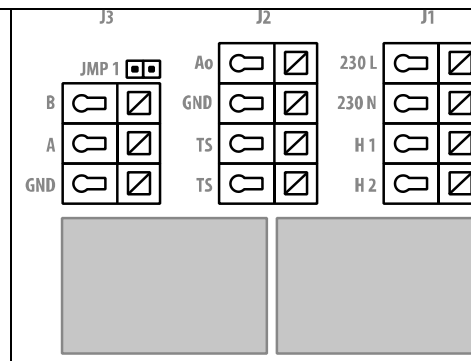 J3 J2 J1
JMP 1 Ao 230 L
B GND 230 N
A TS H 1
GND TS H 2